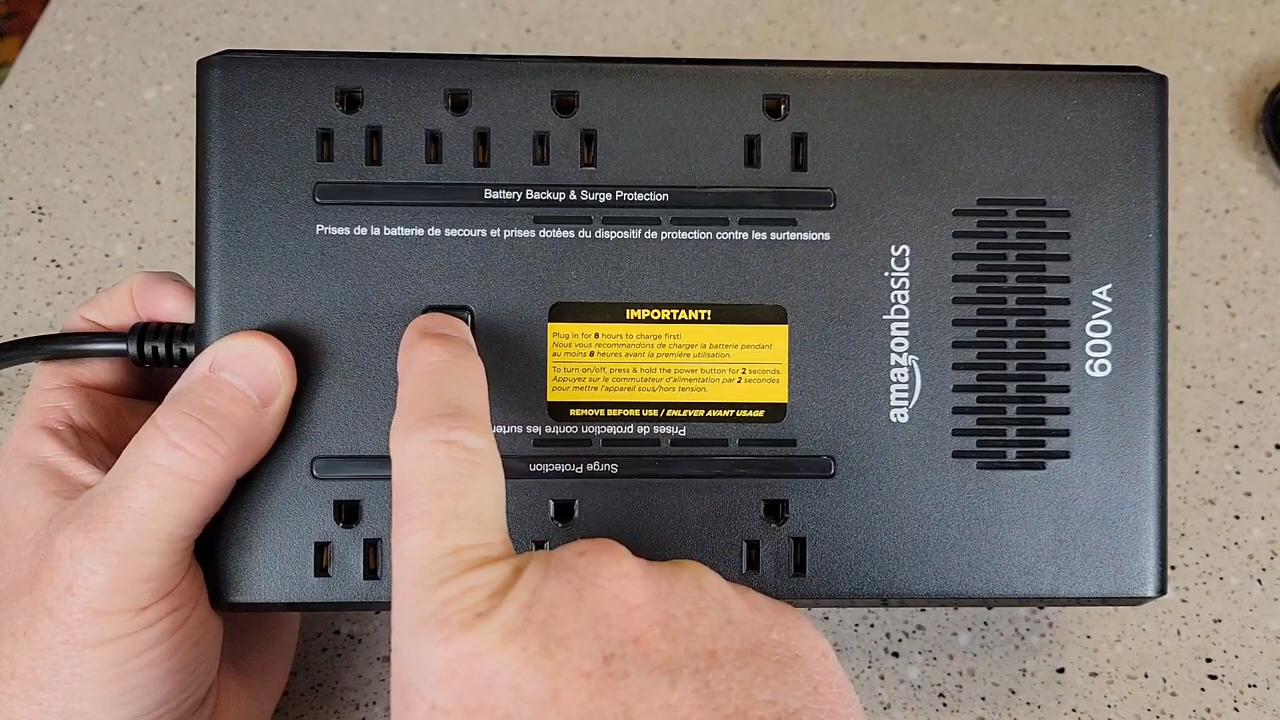 Battery Backup & Surge Protection
Prises de la batterie de secours et prises dotées du dispositif de protection contre les surtensions
IMPORTANT!
Plug in for 8 hours to charge first!
Nous vous recommandons de charger la batterie pendant
au moins 8 heures avant la premiére utilisation.
To turn on/off, press & hold the power button for 2 seconds.
Appuyez sur le commutateur d'alimentation par 2 secondes
pour mettre l'appareil sous/hors tension.
REMOVE BEFORE USE / ENLEVER AVANT USAGE
Prises de protection contre les
Surge Protection
amazonbasics
600VA